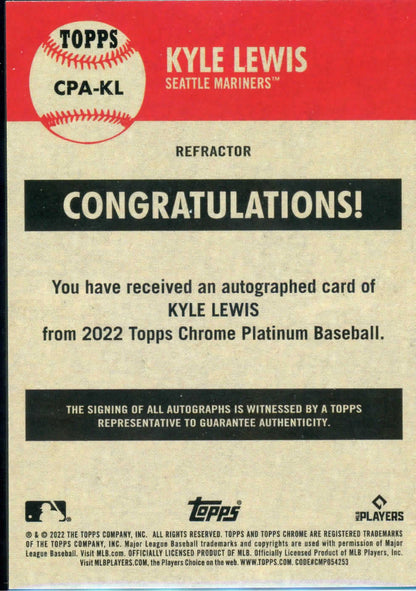 TOPPS
CPA-KL
KYLE LEWIS
SEATTLE MARINERS™
REFRACTOR
CONGRATULATIONS!
You have received an autographed card of
KYLE LEWIS
from 2022 Topps Chrome Platinum Baseball.
THE SIGNING OF ALL AUTOGRAPHS IS WITNESSED BY A TOPPS
REPRESENTATIVE TO GUARANTEE AUTHENTICITY.
topps
MLB PLAYERS
® & © 2022 THE TOPPS COMPANY, INC. ALL RIGHTS RESERVED. TOPPS AND TOPPS CHROME ARE REGISTERED TRADEMARKS
OF THE TOPPS COMPANY, INC. Major League Baseball trademarks and copyrights are used with permission of Major
League Baseball. Visit MLB.com. OFFICIALLY LICENSED PRODUCT OF MLB. Officially Licensed Product of MLB Players, Inc.
Visit MLBPLAYERS.COM, the Players Choice on the web. WWW.TOPPS.COM. CODE#CMP054253